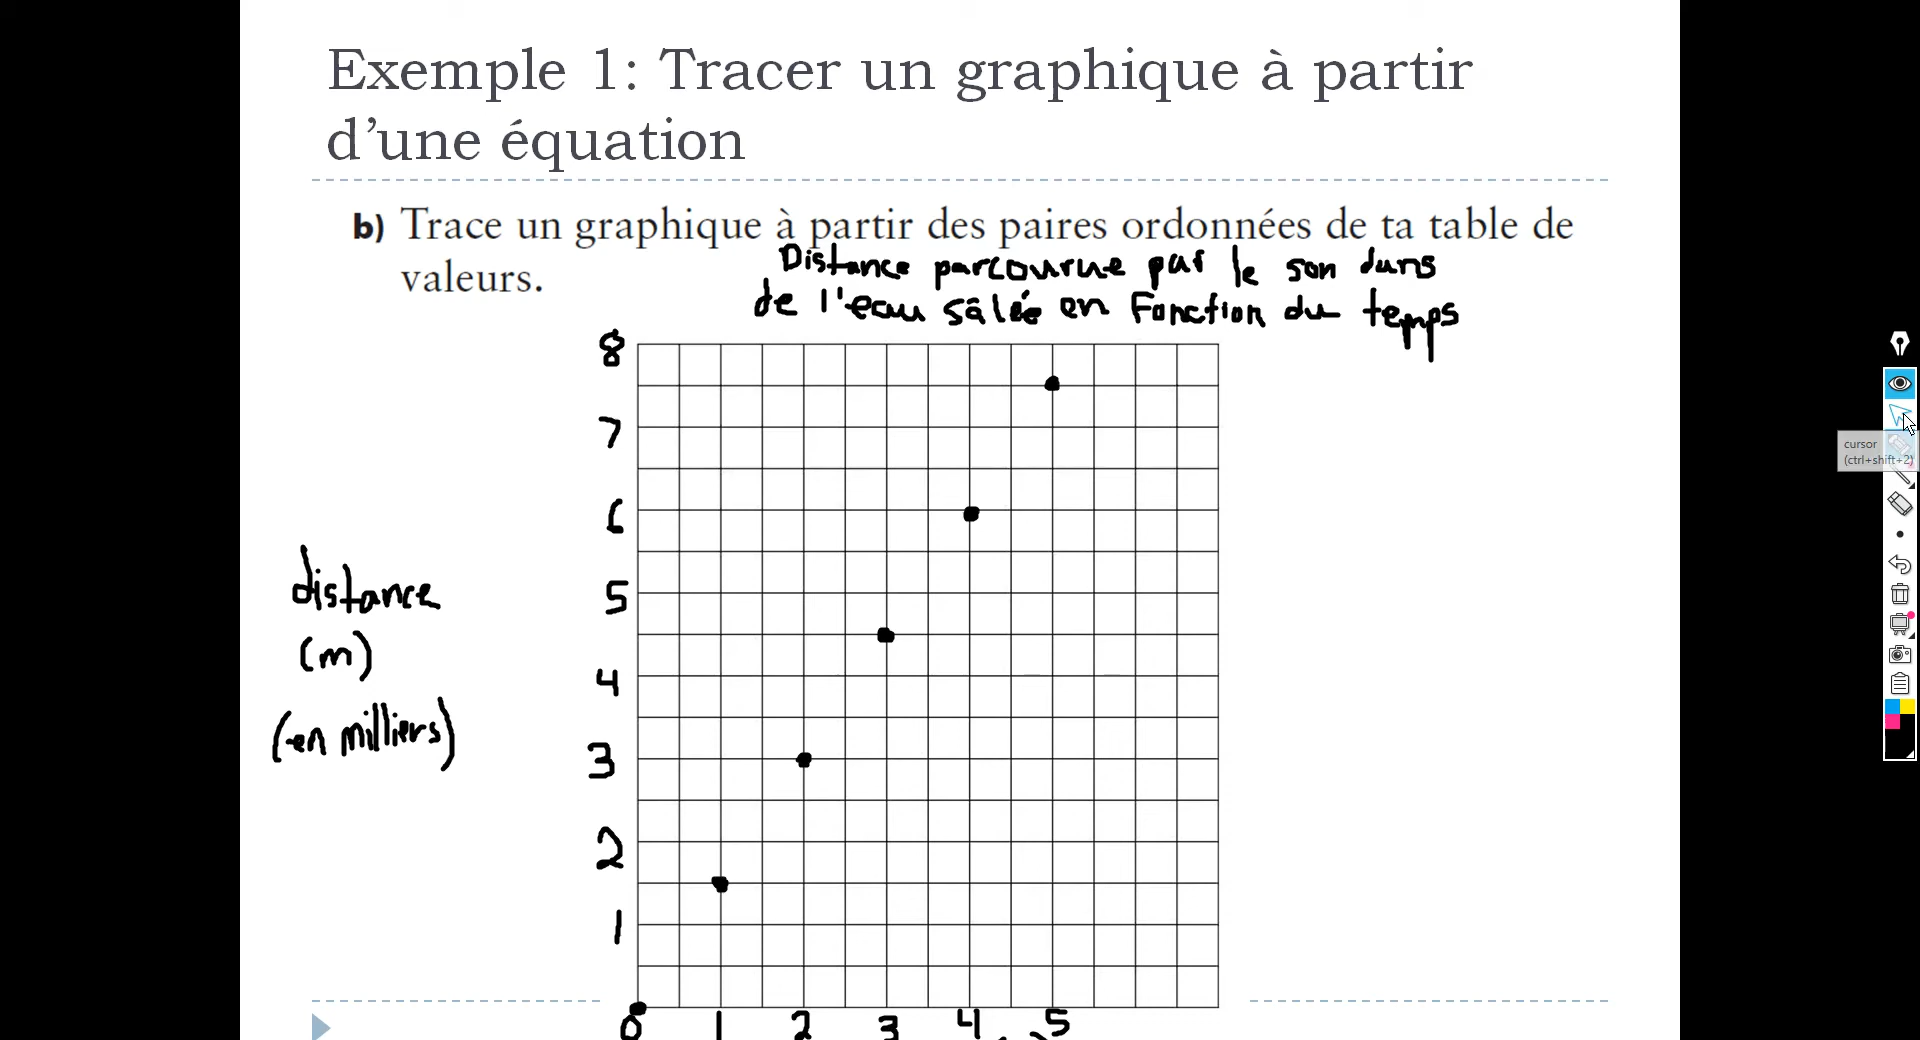 Exemple 1: Tracer un graphique à partir
d'une équation
b) Trace un graphique à partir des paires ordonnées de ta table de
valeurs.
Distance parcourue par le son dans
de l'eau sâlée en Fonction du temps
8
7
6
5
4
3
2
1
0 1 2 3 4 5
distance
(m)
(en milliers)
cursor
(ctrl+shift+2)